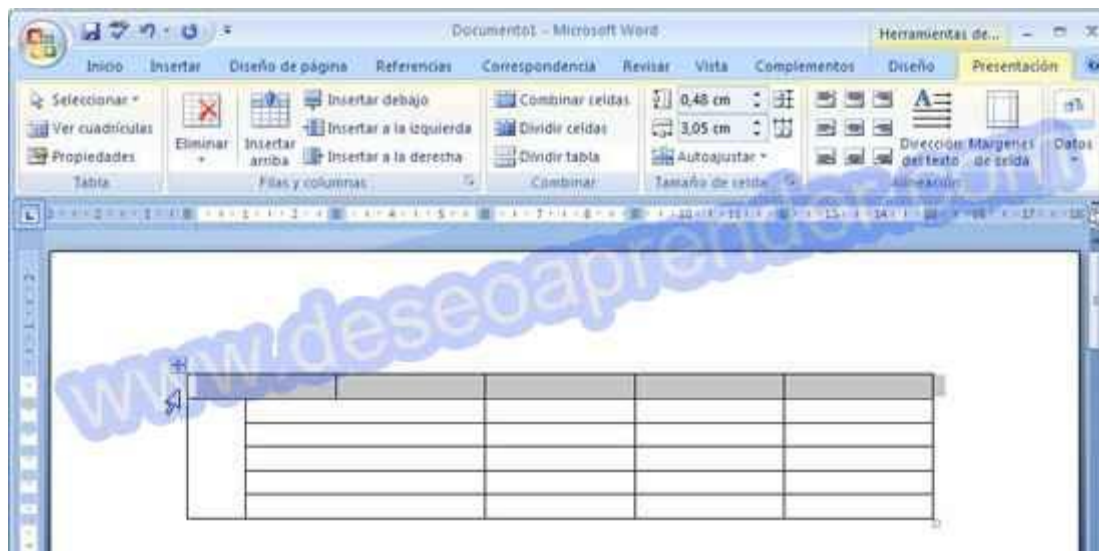 Documento1 - Microsoft Word
Herramientas de...
Inicio Insertar Diseño de página Referencias Correspondencia Revisar Vista Complementos Diseño Presentación
Seleccionar Insertar debajo Combinar celdas 0,48 cm
Ver cuadrículas Eliminar Insertar arriba Insertar a la izquierda Dividir celdas 3,05 cm Dirección del texto Márgenes de celda Datos
Propiedades Insertar a la derecha Dividir tabla Autoajustar
Tabla Filas y columnas Combinar Tamaño de celda Alineación
www.deseoaprender.com